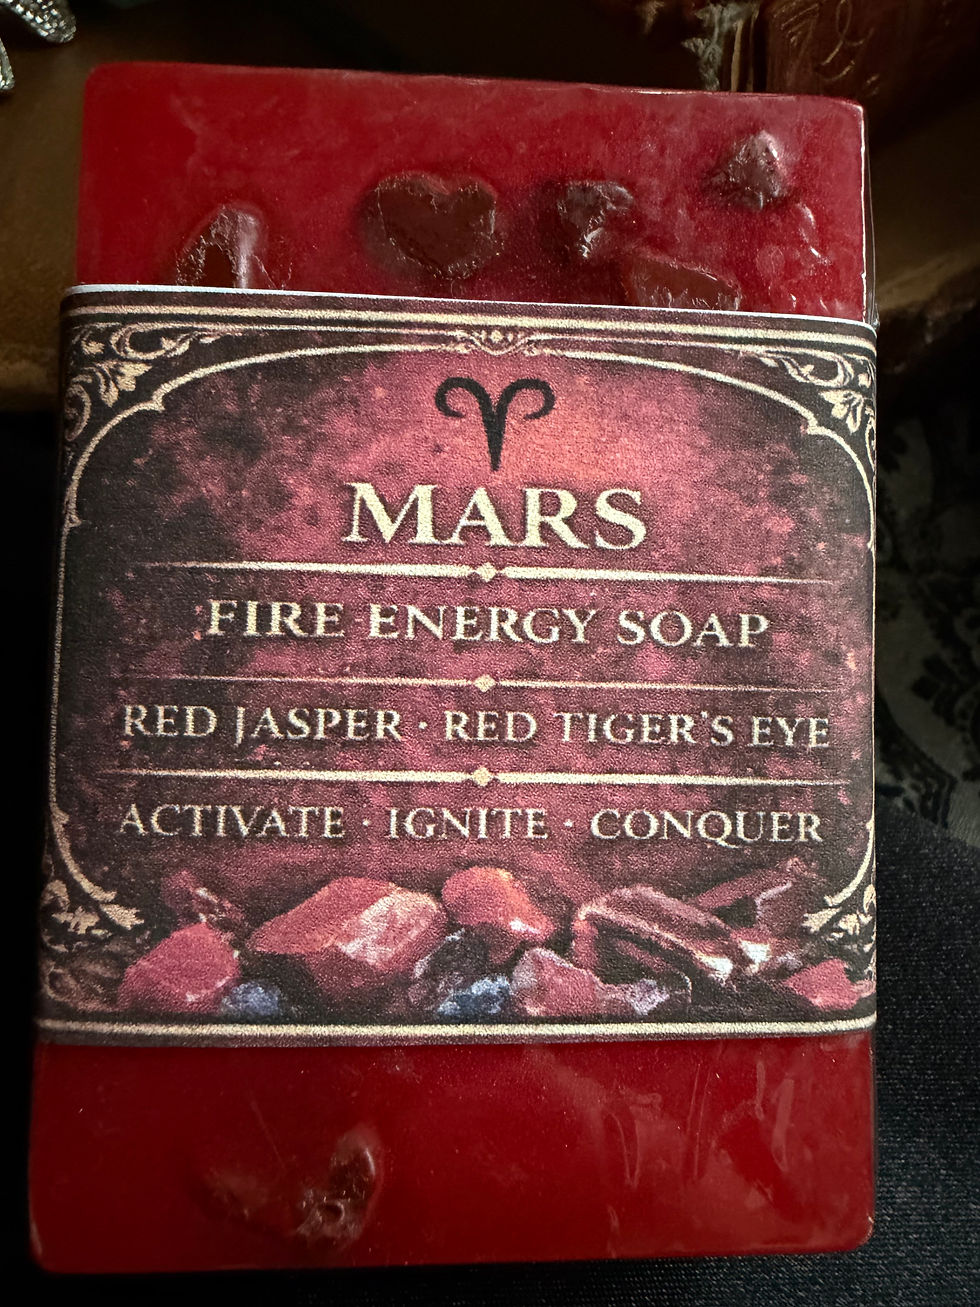 MARS
FIRE ENERGY SOAP
RED JASPER · RED TIGER'S EYE
ACTIVATE · IGNITE · CONQUER